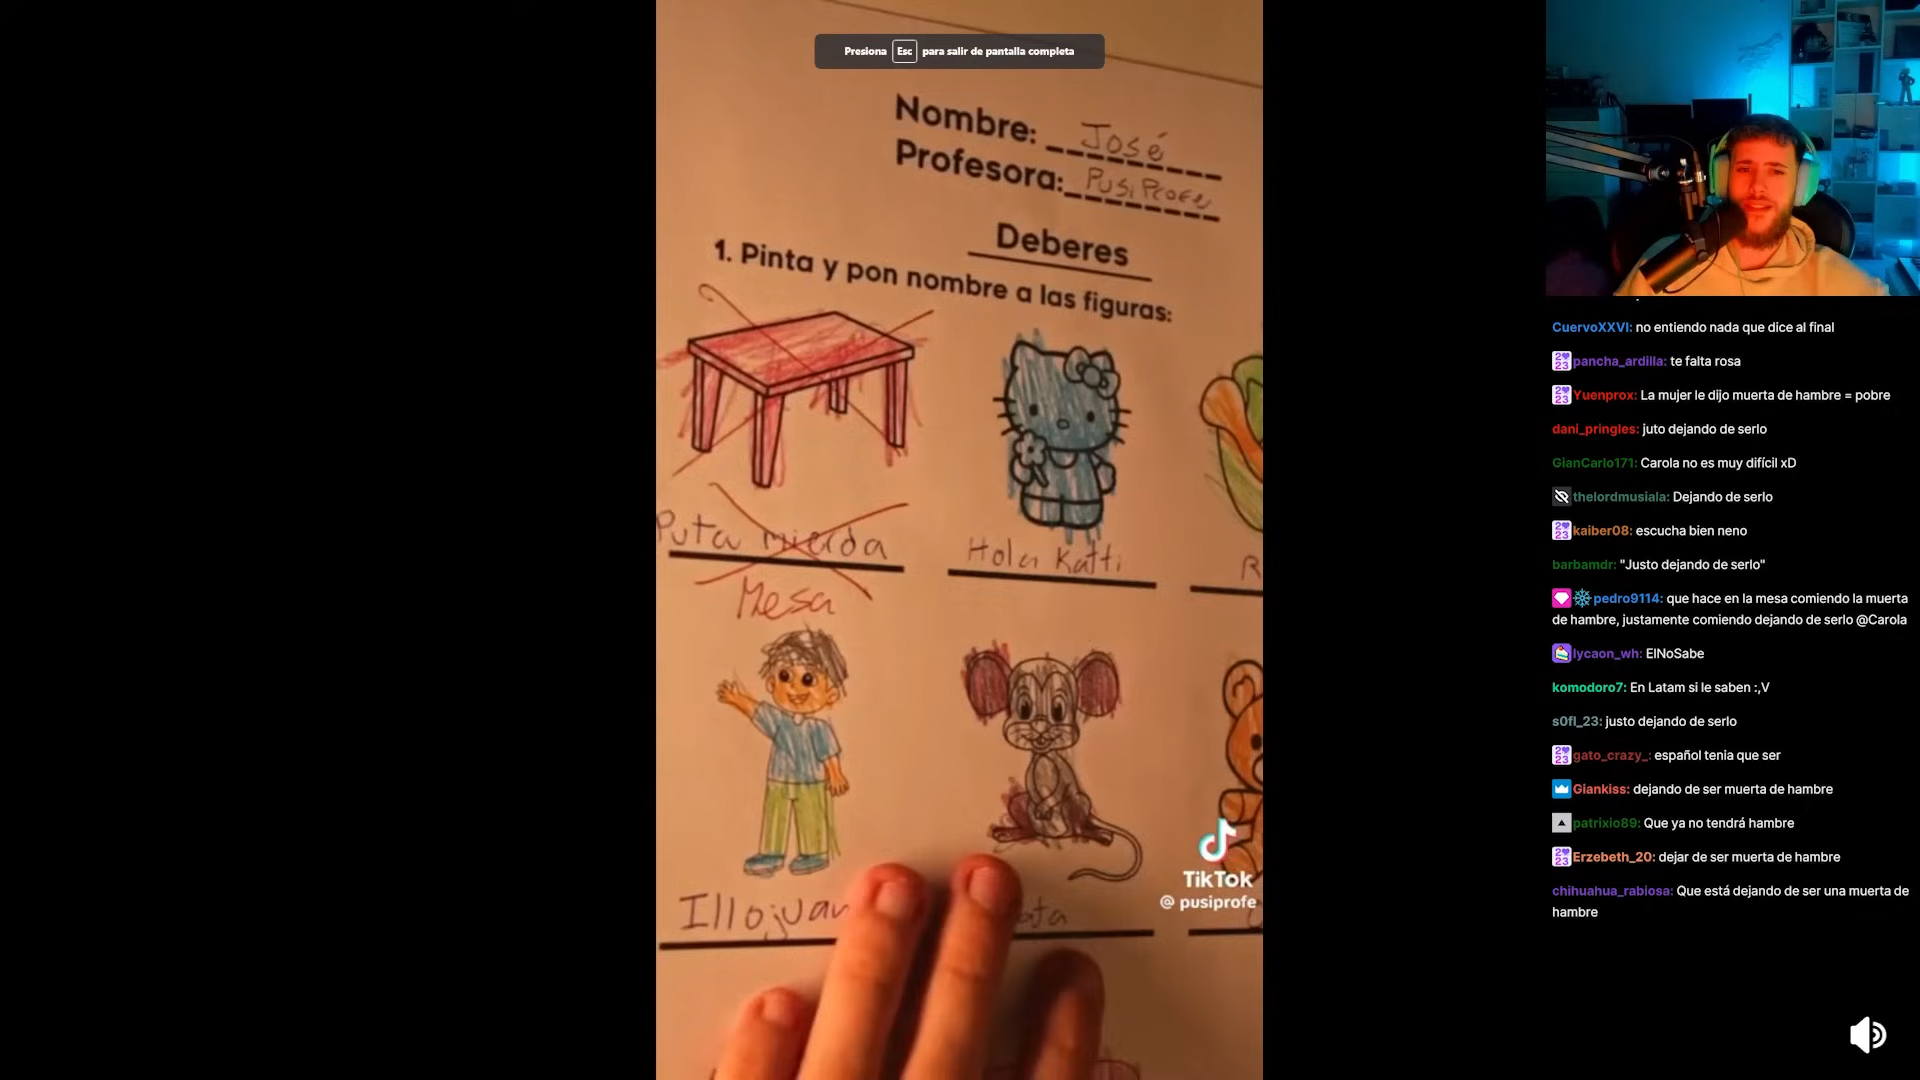 Presiona Esc para salir de pantalla completa
Nombre: José
Profesora: PusiProfe
Deberes
1. Pinta y pon nombre a las figuras:
Puta mierda
Mesa
Hola Katti
R
Illojuan
ata
TikTok
@ pusiprofe
CuervoXXVI: no entiendo nada que dice al final
pancha_ardilla: te falta rosa
Yuenprox: La mujer le dijo muerta de hambre = pobre
dani_pringles: juto dejando de serlo
GianCarlo171: Carola no es muy difícil xD
thelordmusiala: Dejando de serlo
kaiber08: escucha bien neno
barbamdr: "Justo dejando de serlo"
pedro9114: que hace en la mesa comiendo la muerta
de hambre, justamente comiendo dejando de serlo @Carola
lycaon_wh: ElNoSabe
komodoro7: En Latam si le saben :,V
s0fl_23: justo dejando de serlo
gato_crazy_: español tenia que ser
Giankiss: dejando de ser muerta de hambre
patrixio89: Que ya no tendrá hambre
Erzebeth_20: dejar de ser muerta de hambre
chihuahua_rabiosa: Que está dejando de ser una muerta de
hambre